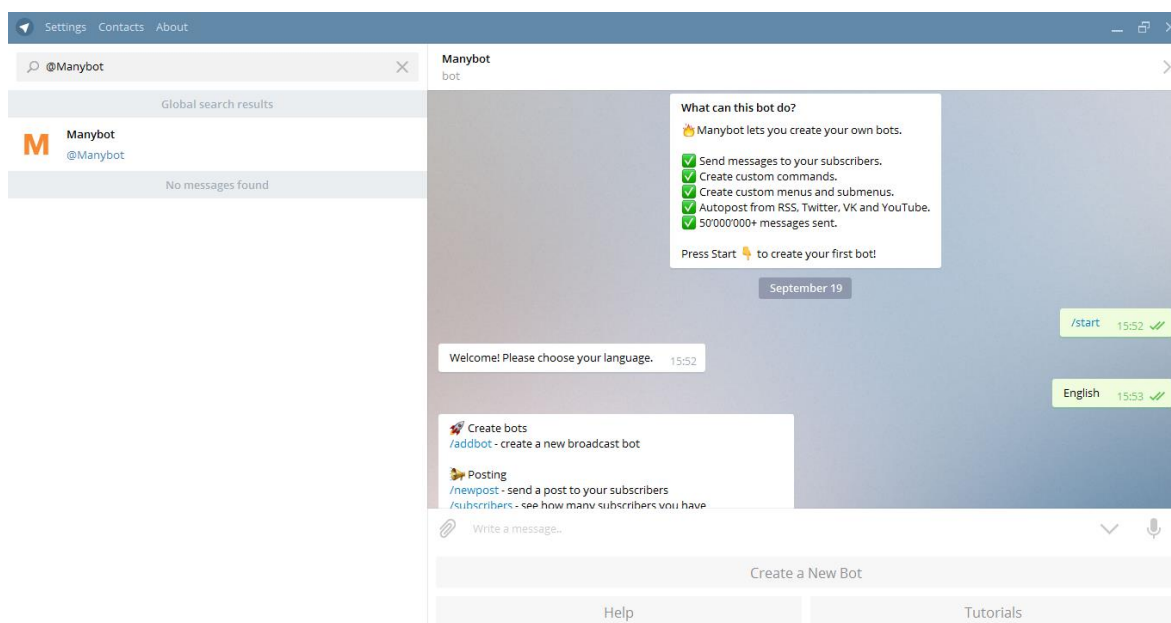 Settings Contacts About
@Manybot
Global search results
M
Manybot
@Manybot
No messages found
Manybot
bot
What can this bot do?
Manybot lets you create your own bots.
Send messages to your subscribers.
Create custom commands.
Create custom menus and submenus.
Autopost from RSS, Twitter, VK and YouTube.
50'000'000+ messages sent.
Press Start 👇 to create your first bot!
September 19
/start 15:52
Welcome! Please choose your language. 15:52
English 15:53
Create bots
/addbot - create a new broadcast bot
Posting
/newpost - send a post to your subscribers
/subscribers - see how many subscribers you have
Write a message..
Create a New Bot
Help
Tutorials